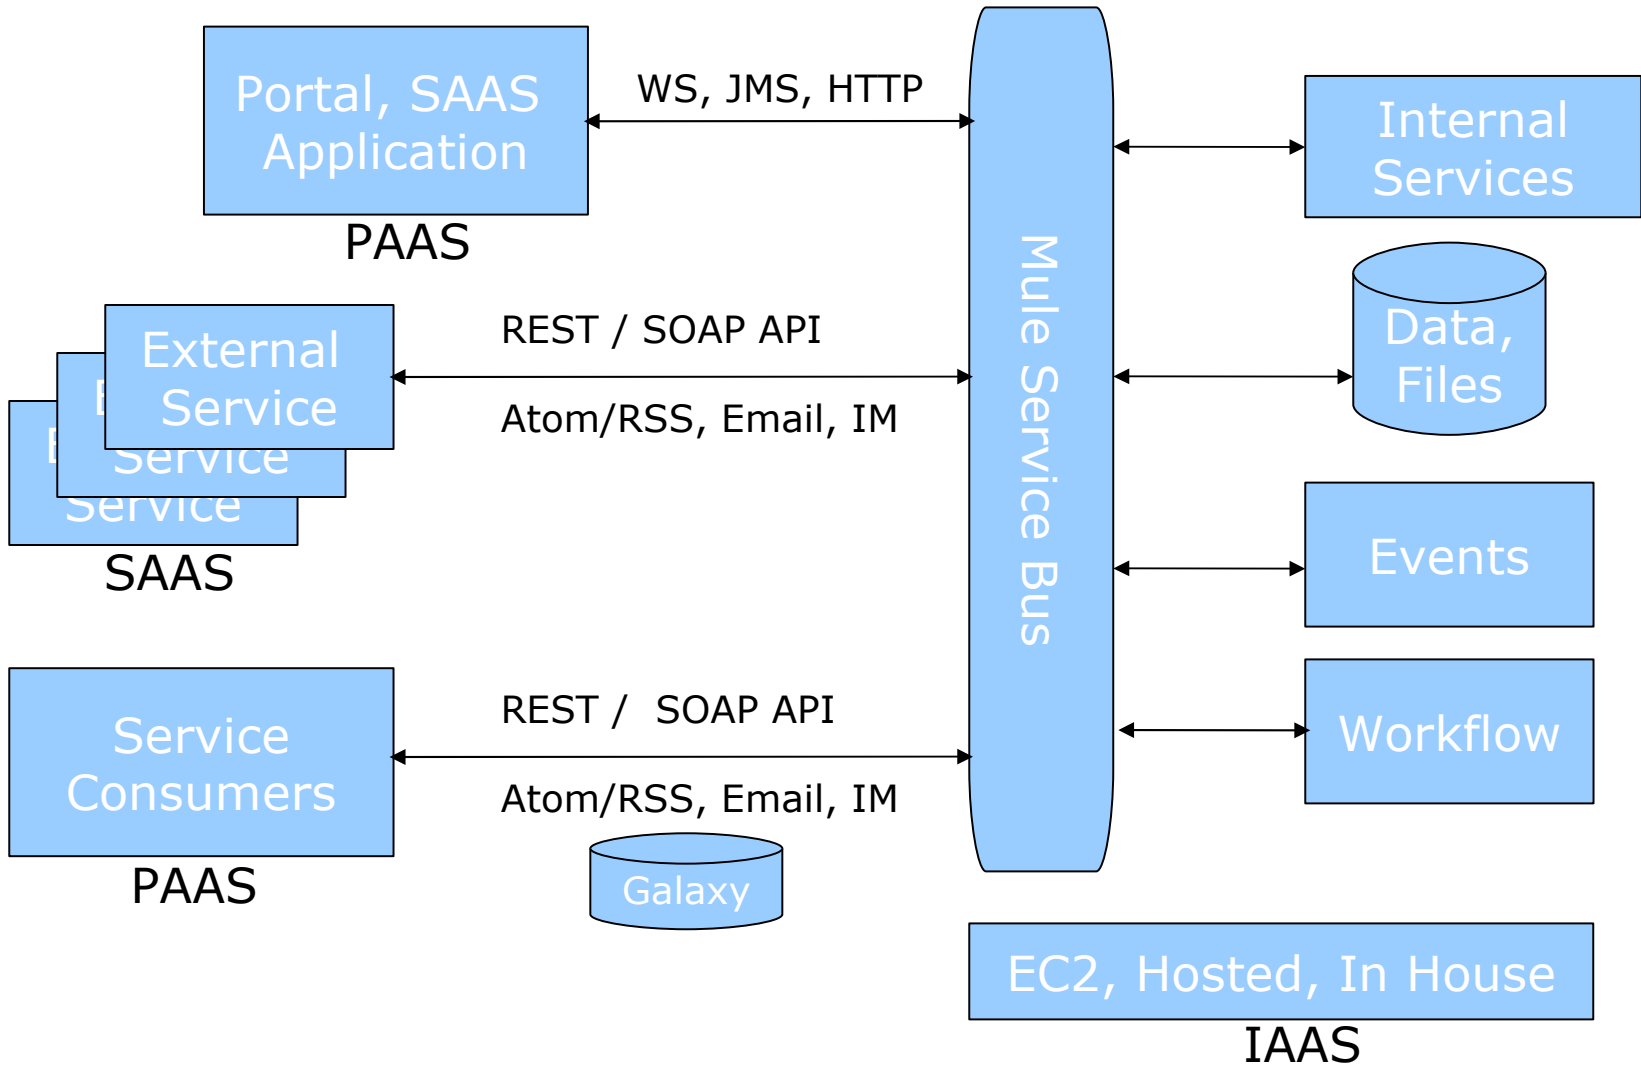 Portal, SAAS
Application
PAAS
WS, JMS, HTTP
External
Service
Service
Service
SAAS
REST / SOAP API
Atom/RSS, Email, IM
Service
Consumers
PAAS
REST / SOAP API
Atom/RSS, Email, IM
Galaxy
Mule Service Bus
Internal
Services
Data,
Files
Events
Workflow
EC2, Hosted, In House
IAAS